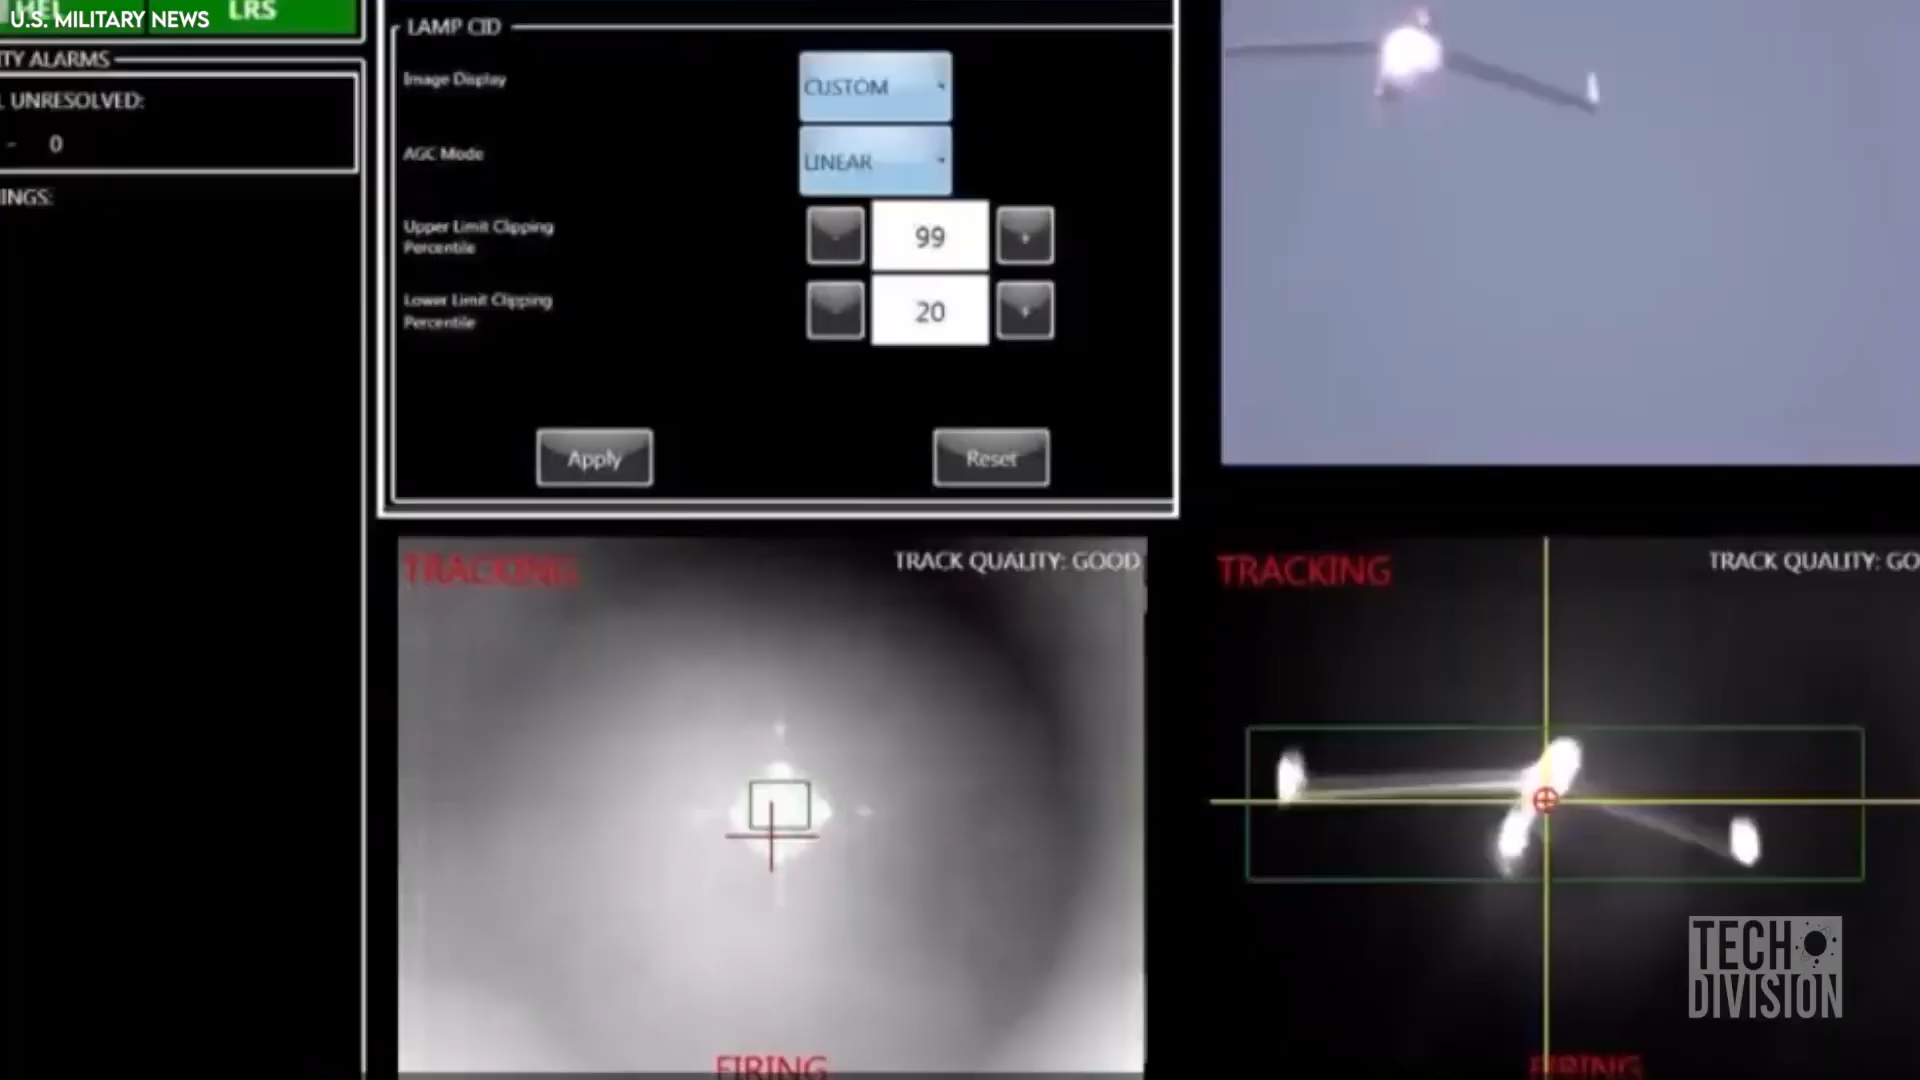 U.S. MILITARY NEWS
HEL
LRS
TY ALARMS
UNRESOLVED:
- 0
INGS:
LAMP CID
Image Display
CUSTOM
AGC Mode
LINEAR
Upper Limit Clipping
Percentile
-
99
+
Lower Limit Clipping
Percentile
20
+
Apply
Reset
TRACKING
TRACK QUALITY: GOOD
FIRING
TRACKING
TRACK QUALITY: GO
FIRING
TECH
DIVISION